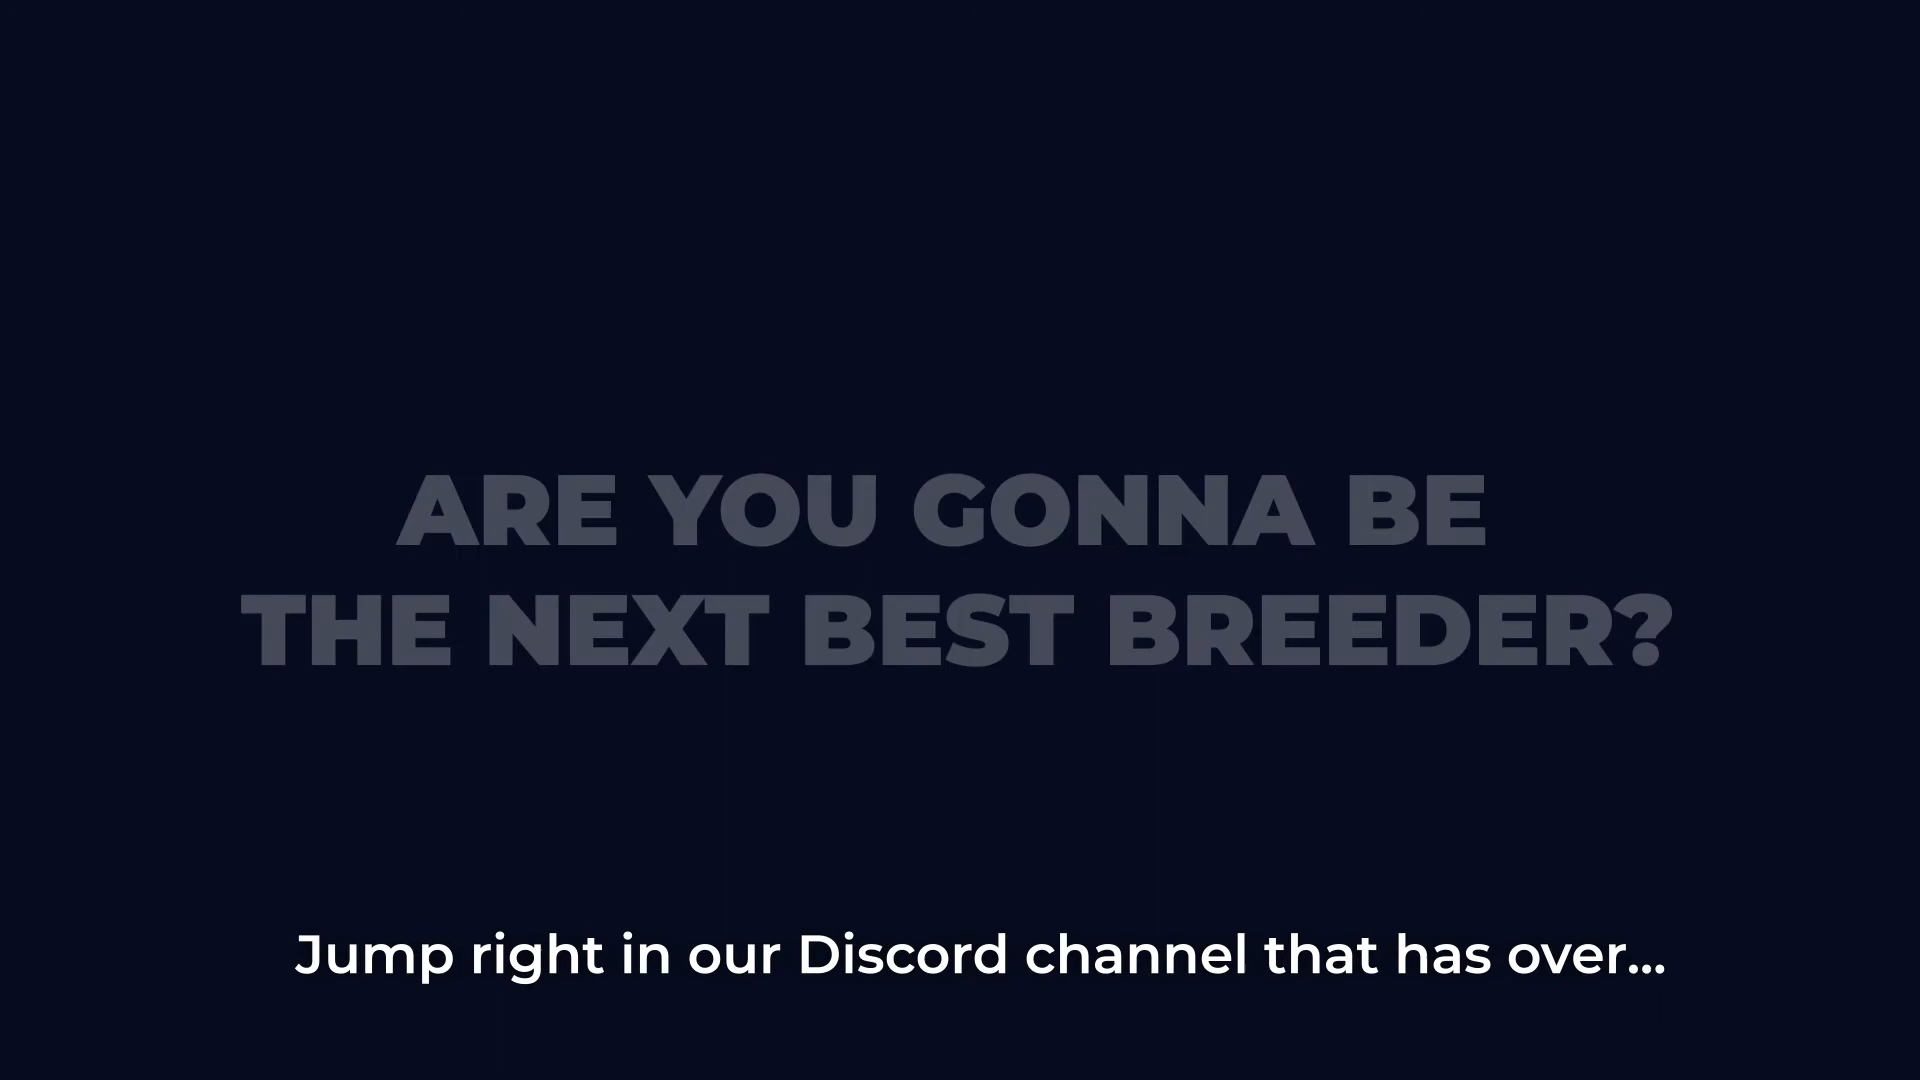 ARE YOU GONNA BE
THE NEXT BEST BREEDER?
Jump right in our Discord channel that has over...